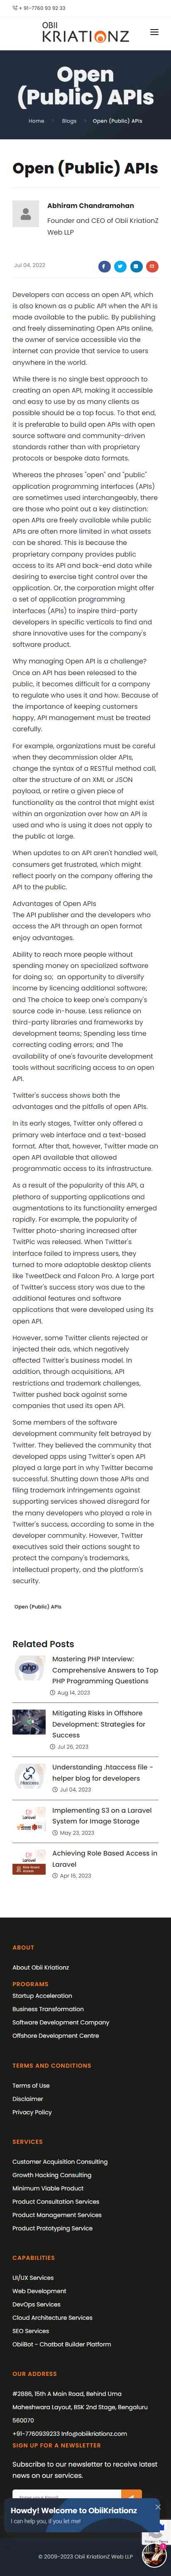 + 91-7760 93 92 33
OBII
KRIATIONZ
Open
(Public) APIs
Home
Blogs
Open (Public) APIs
Open (Public) APIs
Abhiram Chandramohan
Founder and CEO of Obii KriationZ
Web LLP
Jul 04, 2022
Developers can access an open API, which
is also known as a public API when the API is
made available to the public. By publishing
and freely disseminating Open APIs online,
the owner of service accessible via the
internet can provide that service to users
anywhere in the world.
While there is no single best approach to
creating an open API, making it accessible
and easy to use by as many clients as
possible should be a top focus. To that end,
it is preferable to build open APIs with open
source software and community-driven
standards rather than with proprietary
protocols or bespoke data formats.
Whereas the phrases "open" and "public"
application programming interfaces (APIs)
are sometimes used interchangeably, there
are those who point out a key distinction:
open APIs are freely available while public
APIs are often more limited in what assets
can be shared. This is because the
proprietary company provides public
access to its API and back-end data while
desiring to exercise tight control over the
application. Or, the corporation might offer
a set of application programming
interfaces (APIs) to inspire third-party
developers in specific verticals to find and
share innovative uses for the company's
software product.
Why managing Open API is a challenge?
Once an API has been released to the
public, it becomes difficult for a company
to regulate who uses it and how. Because of
the importance of keeping customers
happy, API management must be treated
carefully.
For example, organizations must be careful
when they decommission older APIs,
change the syntax of a RESTful method call,
alter the structure of an XML or JSON
payload, or retire a given piece of
functionality as the contract that might exist
within an organization over how an API is
used and who is using it does not apply to
the public at large.
When updates to an API aren't handled well,
consumers get frustrated, which might
reflect poorly on the company offering the
API to the public.
Advantages of Open APIs
The API publisher and the developers who
access the API through an open format
enjoy advantages.
Ability to reach more people without
spending money on specialized software
for doing so; An opportunity to diversify
income by licencing additional software;
and The choice to keep one's company's
source code in-house. Less reliance on
third-party libraries and frameworks by
development teams; Spending less time
correcting coding errors; and The
availability of one's favourite development
tools without sacrificing access to an open
API.
Twitter's success shows both the
advantages and the pitfalls of open APIs.
In its early stages, Twitter only offered a
primary web interface and a text-based
format. After that, however, Twitter made an
open API available that allowed
programmatic access to its infrastructure.
As a result of the popularity of this API, a
plethora of supporting applications and
augmentations to its functionality emerged
rapidly. For example, the popularity of
Twitter photo-sharing increased after
TwitPic was released. When Twitter's
interface failed to impress users, they
turned to more adaptable desktop clients
like TweetDeck and Falcon Pro. A large part
of Twitter's success story was due to the
additional features and software
applications that were developed using its
open API.
However, some Twitter clients rejected or
injected their ads, which negatively
affected Twitter's business model. In
addition, through acquisitions, API
restrictions and trademark challenges,
Twitter pushed back against some
companies that used its open API.
Some members of the software
development community felt betrayed by
Twitter. They believed the community that
developed apps using Twitter's open API
played a large part in why Twitter became
successful. Shutting down those APIs and
filing trademark infringements against
supporting services showed disregard for
the many developers who played a role in
Twitter's success, according to some in the
developer community. However, Twitter
executives said their actions sought to
protect the company's trademarks,
intellectual property, and the platform's
security.
Open (Public) APIs
Related Posts
php
Mastering PHP Interview:
Comprehensive Answers to Top
PHP Programming Questions
Aug 14, 2023
Mitigating Risks in Offshore
Development: Strategies for
Success
Jul 26, 2023
htaccess
Understanding .htaccess file -
helper blog for developers
Jul 04, 2023
Laravel
Implementing S3 on a Laravel
System for Image Storage
May 23, 2023
Laravel
Achieving Role Based Access in
Laravel
Apr 16, 2023
ABOUT
About Obii Kriationz
PROGRAMS
Startup Acceleration
Business Transformation
Software Development Company
Offshore Development Centre
TERMS AND CONDITIONS
Terms of Use
Disclaimer
Privacy Policy
SERVICES
Customer Acquisition Consulting
Growth Hacking Consulting
Minimum Viable Product
Product Consultation Services
Product Management Services
Product Prototyping Service
CAPABILITIES
UI/UX Services
Web Development
DevOps Services
Cloud Architecture Services
SEO Services
ObiiBot - Chatbot Builder Platform
OUR ADDRESS
#2886, 15th A Main Road, Behind Uma
Maheshwara Layout, RSK 2nd Stage, Bengaluru
560070
+91-7760939233 Info@obiikriationz.com
SIGN UP FOR A NEWSLETTER
Subscribe to our newsletter to receive latest
news on our services.
Howdy! Welcome to ObiiKriationz
I can help you, if you let me!
© 2009-2023 Obii KriationZ Web LLP